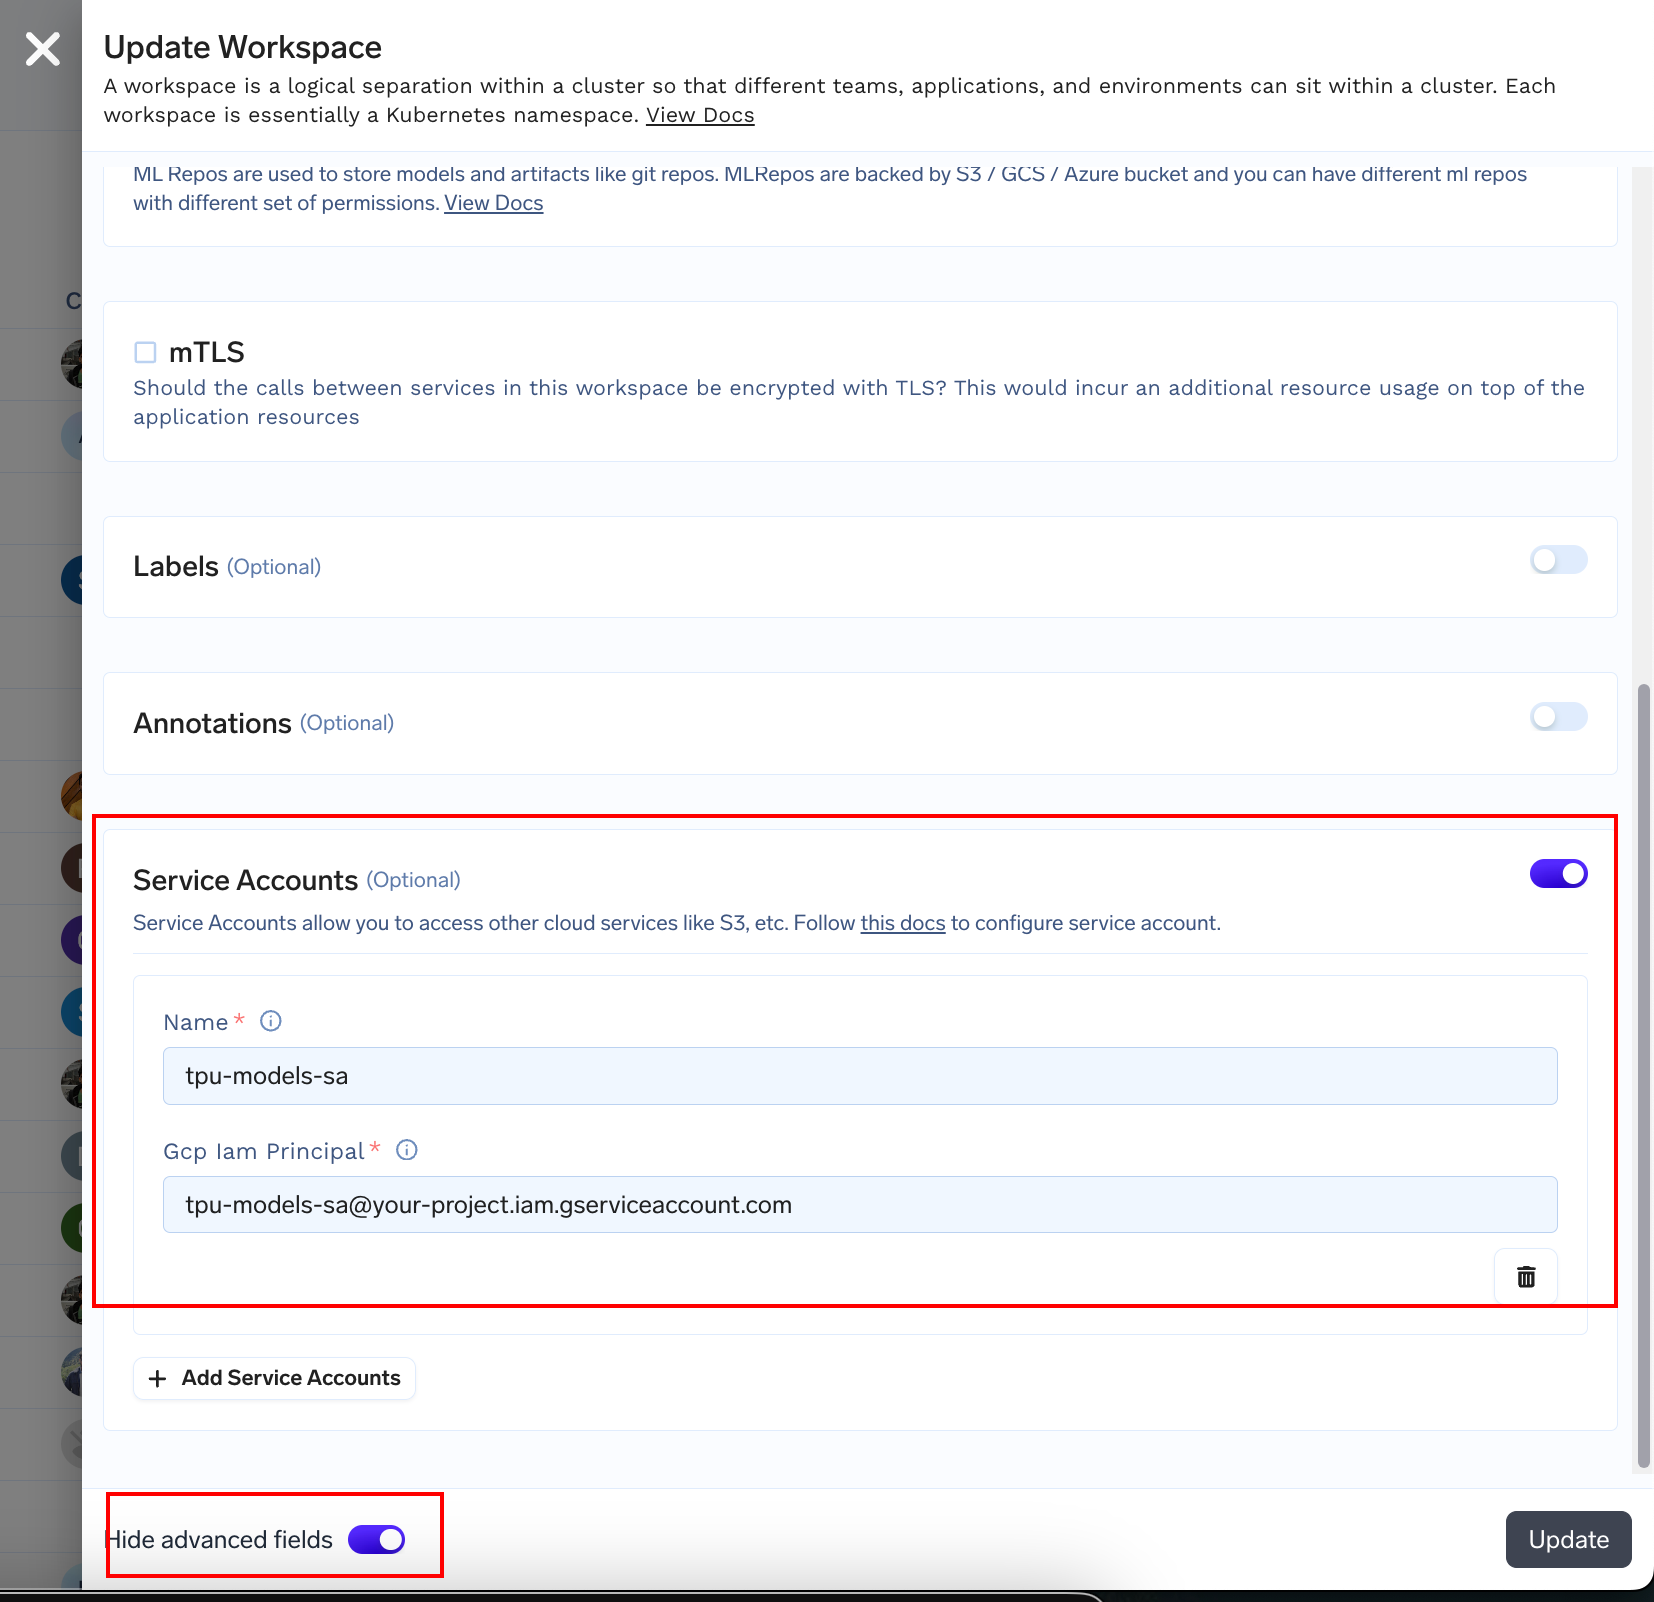 Update Workspace
A workspace is a logical separation within a cluster so that different teams, applications, and environments can sit within a cluster. Each
workspace is essentially a Kubernetes namespace. View Docs
ML Repos are used to store models and artifacts like git repos. MLRepos are backed by S3 / GCS / Azure bucket and you can have different ml repos
with different set of permissions. View Docs
mTLS
Should the calls between services in this workspace be encrypted with TLS? This would incur an additional resource usage on top of the
application resources
Labels (Optional)
Annotations (Optional)
Service Accounts (Optional)
Service Accounts allow you to access other cloud services like S3, etc. Follow this docs to configure service account.
Name *
tpu-models-sa
Gcp Iam Principal *
tpu-models-sa@your-project.iam.gserviceaccount.com
+ Add Service Accounts
Hide advanced fields
Update